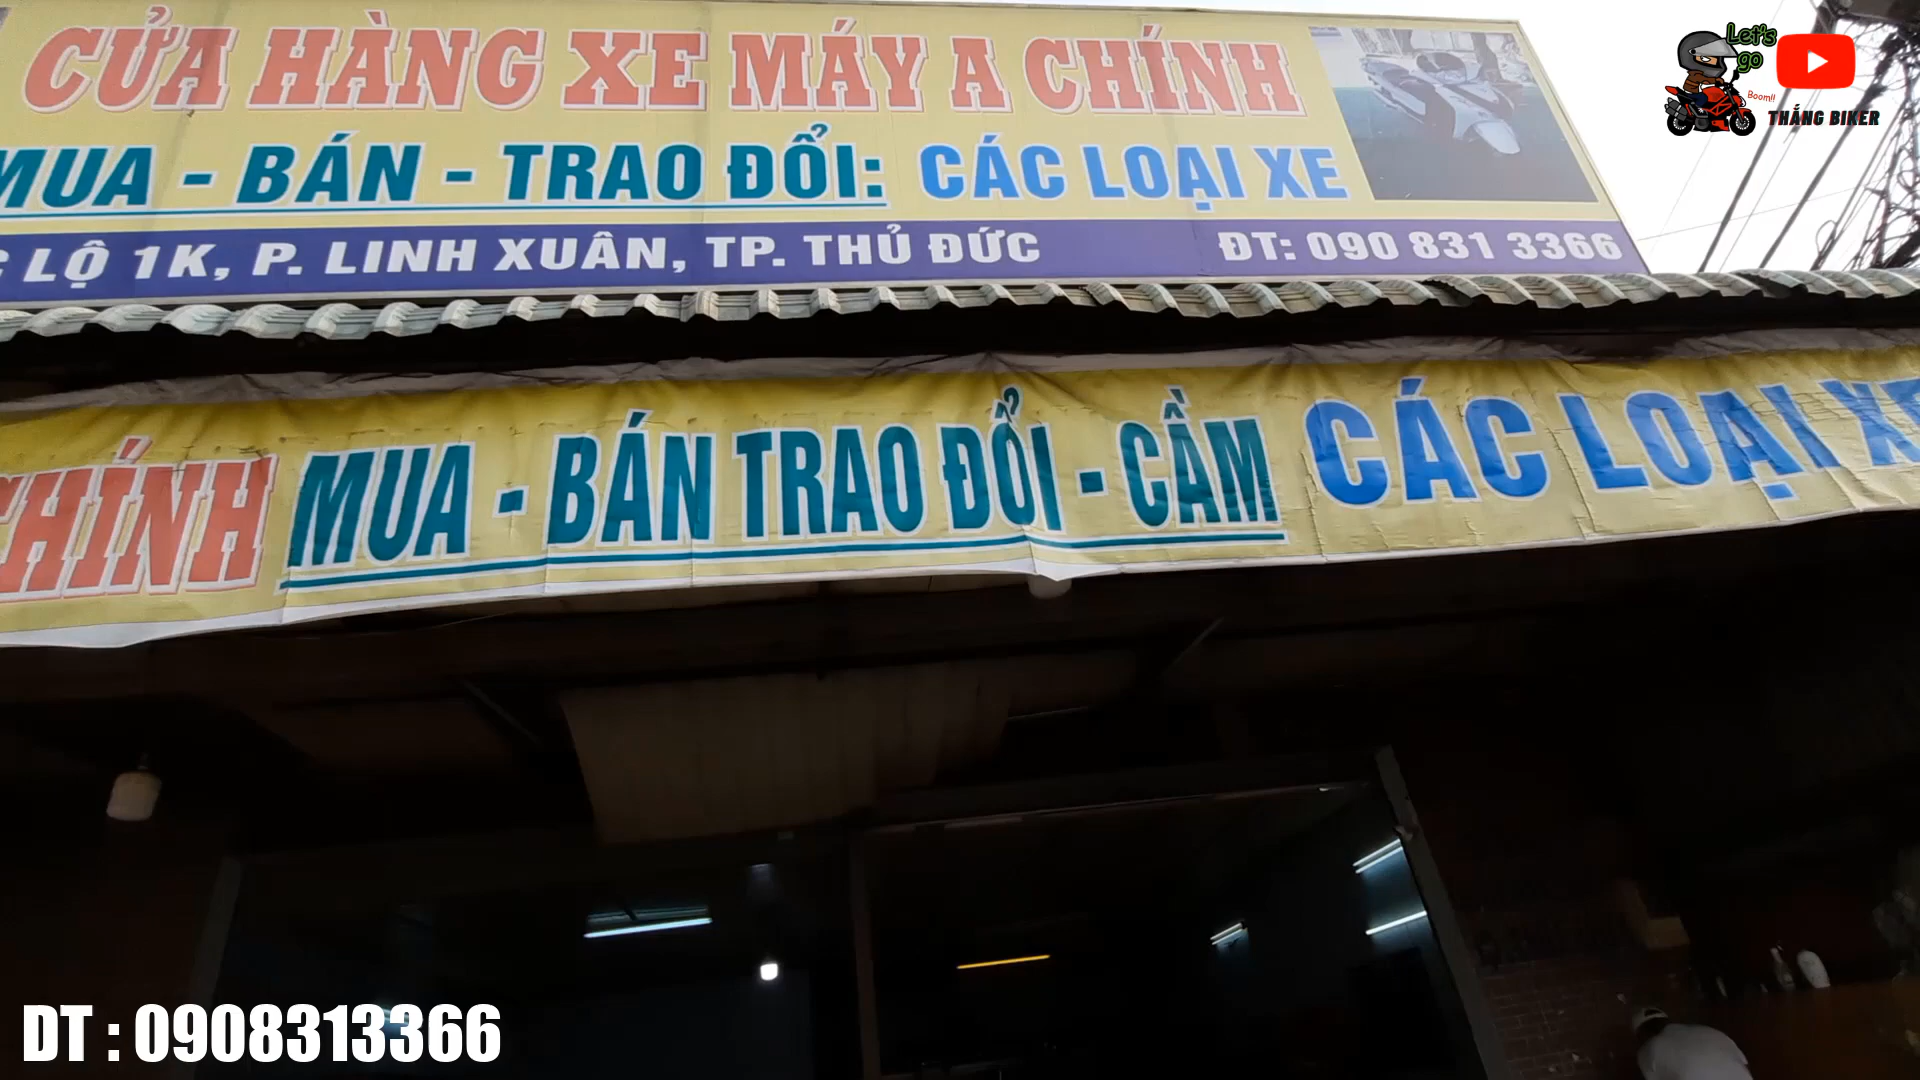 CỬA HÀNG XE MÁY A CHÍNH
MUA - BÁN - TRAO ĐỔI: CÁC LOẠI XE
LỘ 1K, P. LINH XUÂN, TP. THỦ ĐỨC ĐT: 090 831 3366
CHÍNH MUA - BÁN TRAO ĐỔI - CẦM CÁC LOẠI XE
Let's go
Boom!!
THẮNG BIKER
DT : 0908313366